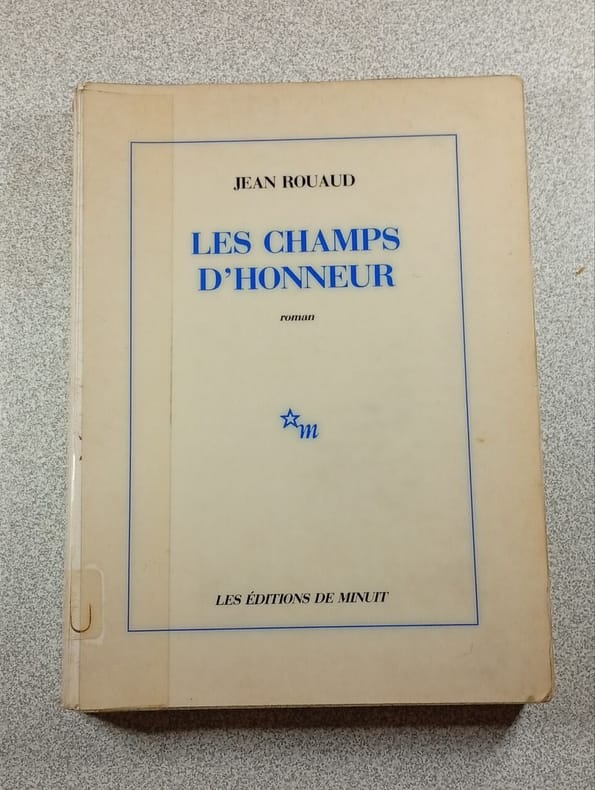 JEAN ROUAUD
LES CHAMPS
D'HONNEUR
roman
m
LES ÉDITIONS DE MINUIT